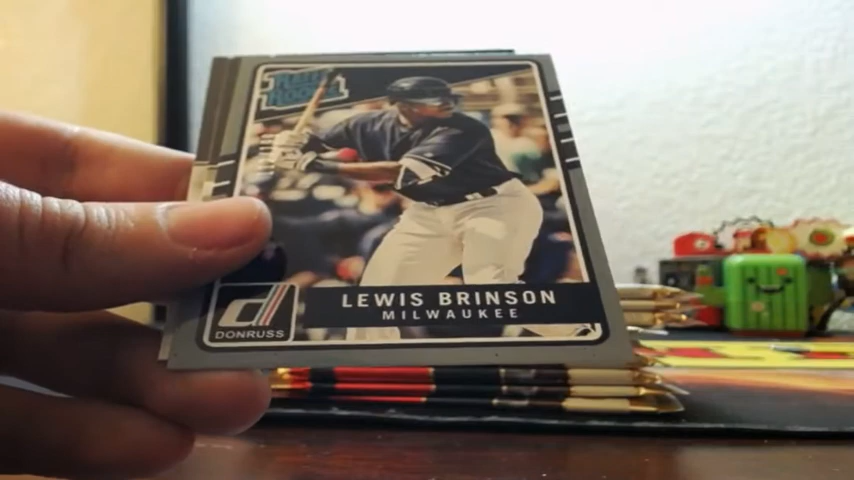 RATED
ROOKIE
LEWIS BRINSON
MILWAUKEE
d
DONRUSS